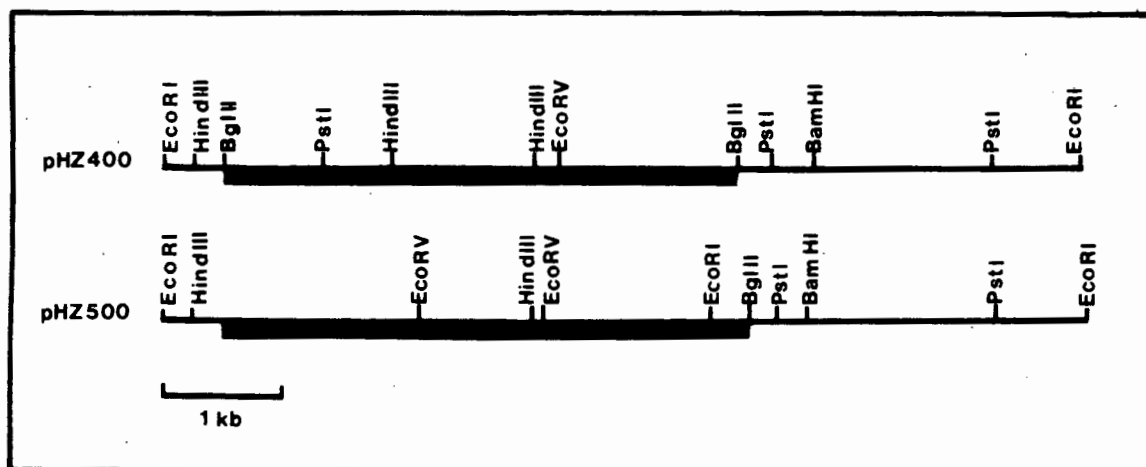 EcoRI HindIII BglII PstI HindIII HindIII EcoRV BglII PstI BamHI PstI EcoRI
pHZ400
EcoRI HindIII EcoRV HindIII EcoRV EcoRI BglII PstI BamHI PstI EcoRI
pHZ500
1 kb